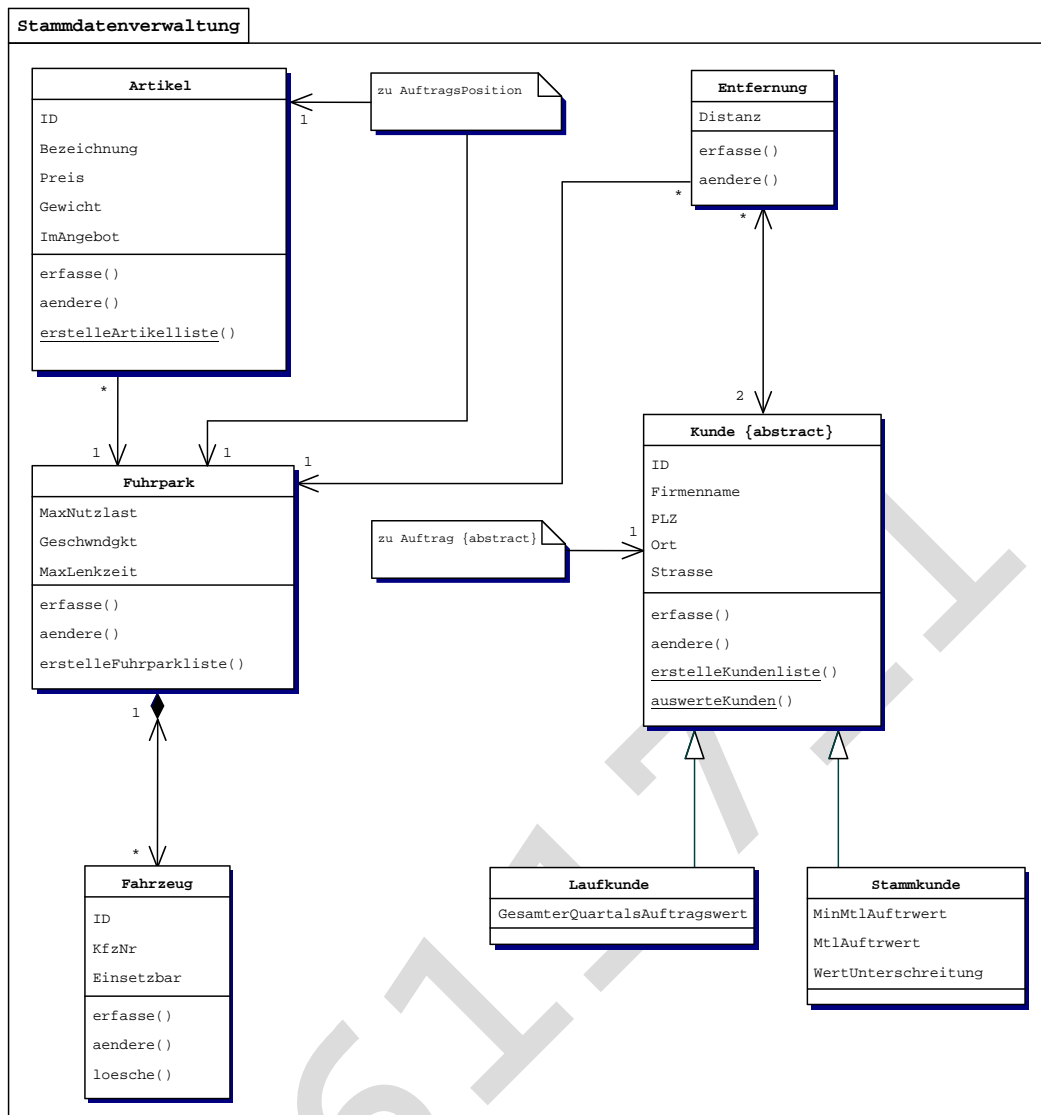 Stammdatenverwaltung
Artikel
ID
Bezeichnung
Preis
Gewicht
ImAngebot
erfasse()
aendere()
erstelleArtikelliste()
zu AuftragsPosition
1
Entfernung
Distanz
erfasse()
aendere()
*
*
*
1
1
1
2
Fuhrpark
MaxNutzlast
Geschwndgkt
MaxLenkzeit
erfasse()
aendere()
erstelleFuhrparkliste()
zu Auftrag {abstract}
1
Kunde {abstract}
ID
Firmenname
PLZ
Ort
Strasse
erfasse()
aendere()
erstelleKundenliste()
auswerteKunden()
1
*
Fahrzeug
ID
KfzNr
Einsetzbar
erfasse()
aendere()
loesche()
Laufkunde
GesamterQuartalsAuftragswert
Stammkunde
MinMtlAuftrwert
MtlAuftrwert
WertUnterschreitung